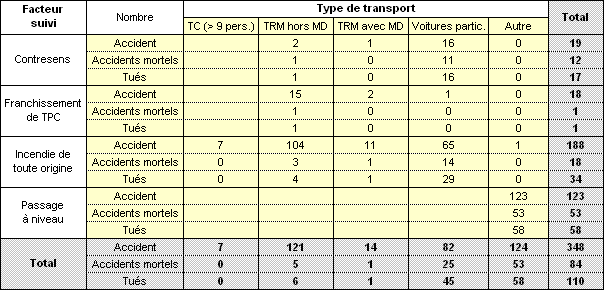 Facteur suivi Nombre Type de transport Total
TC (> 9 pers.) TRM hors MD TRM avec MD Voitures partic. Autre
Contresens
Accident 2 1 16 0 19
Accidents mortels 1 0 11 0 12
Tués 1 0 16 0 17
Franchissement de TPC
Accident 15 2 1 0 18
Accidents mortels 1 0 0 0 1
Tués 1 0 0 0 1
Incendie de toute origine
Accident 7 104 11 65 1 188
Accidents mortels 0 3 1 14 0 18
Tués 0 4 1 29 0 34
Passage à niveau
Accident 123 123
Accidents mortels 53 53
Tués 58 58
Total
Accident 7 121 14 82 124 348
Accidents mortels 0 5 1 25 53 84
Tués 0 6 1 45 58 110